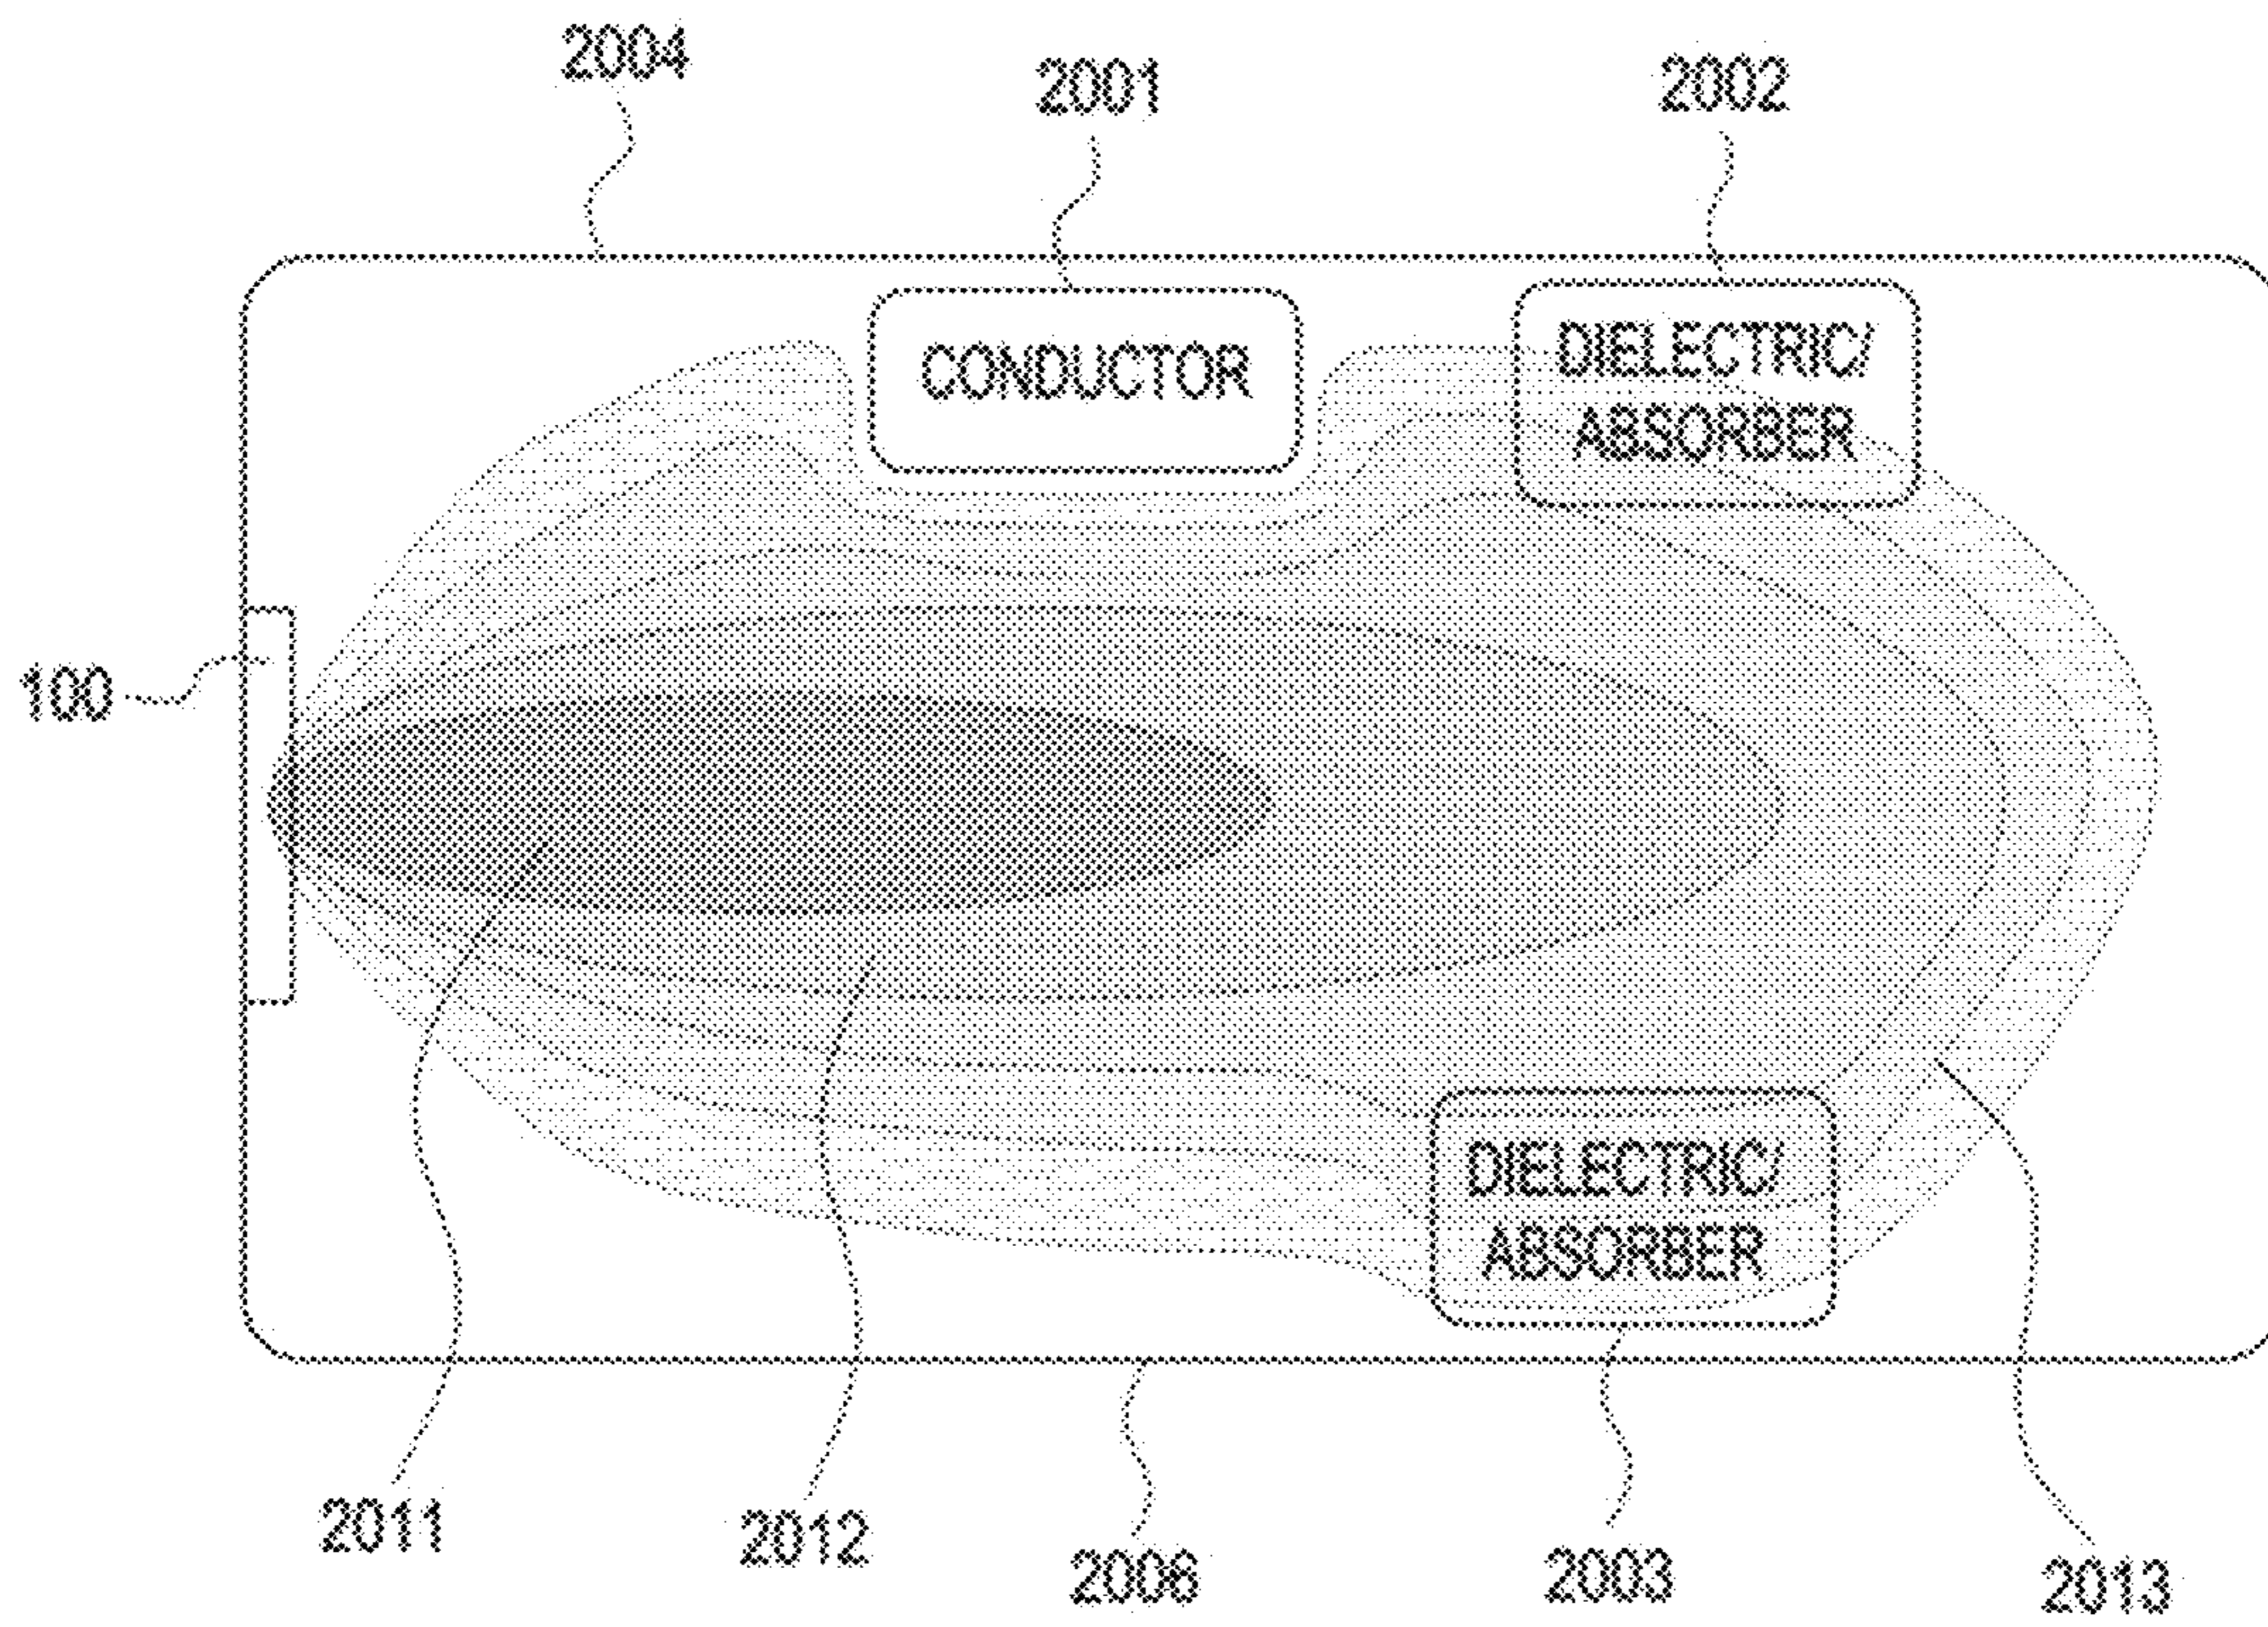 2004
2001
2002
CONDUCTOR
DIELECTRIC/
ABSORBER
100
DIELECTRIC/
ABSORBER
2011
2012
2006
2003
2013